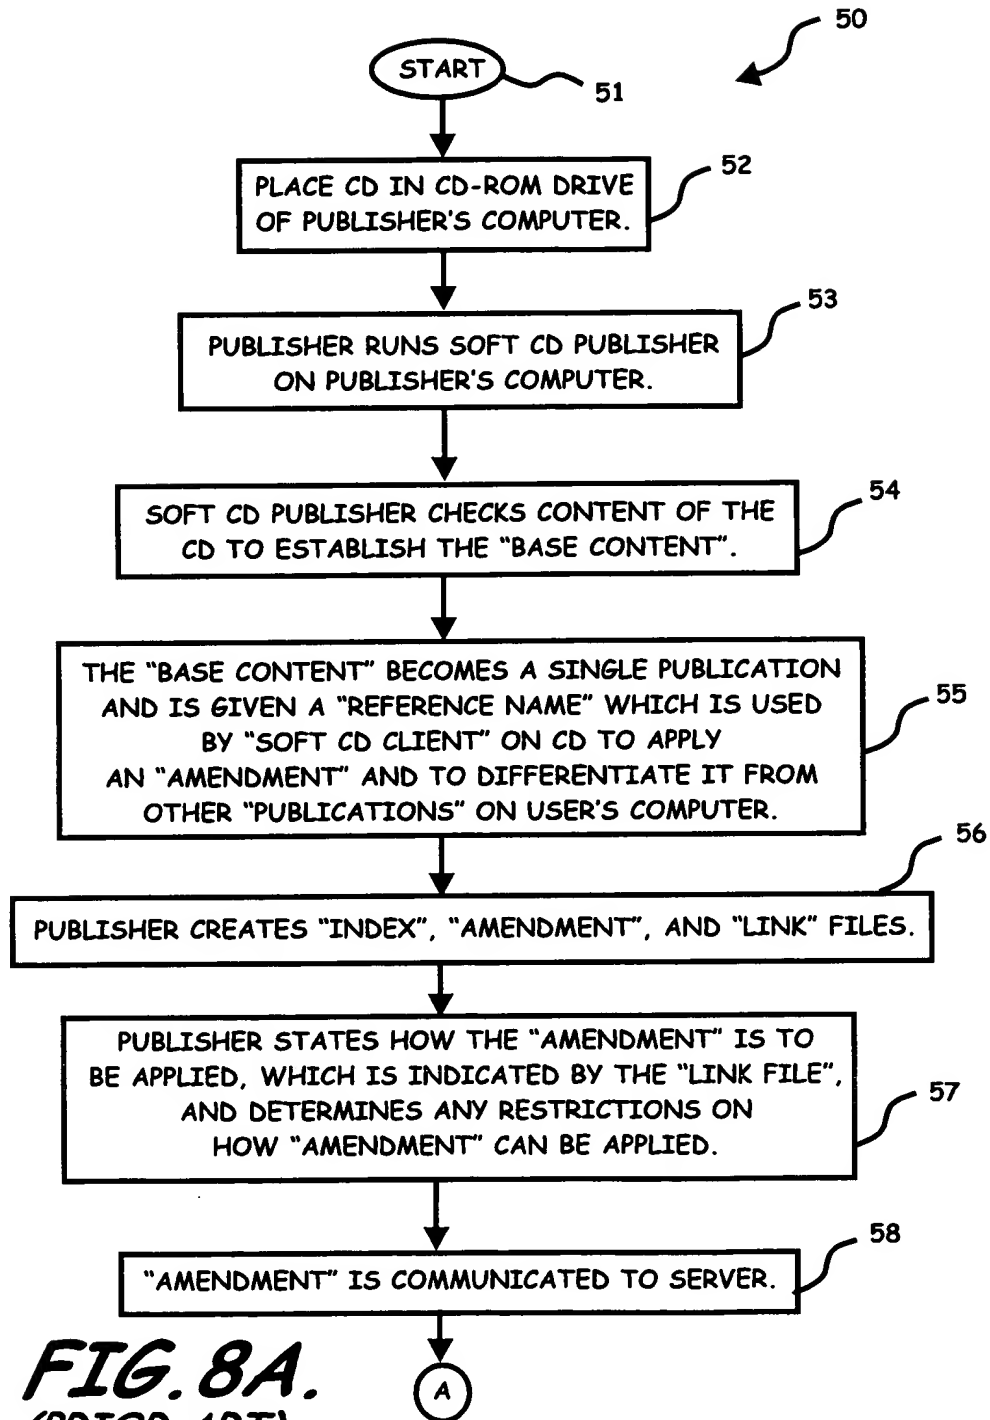 50
START
51
PLACE CD IN CD-ROM DRIVE
OF PUBLISHER'S COMPUTER.
52
PUBLISHER RUNS SOFT CD PUBLISHER
ON PUBLISHER'S COMPUTER.
53
SOFT CD PUBLISHER CHECKS CONTENT OF THE
CD TO ESTABLISH THE "BASE CONTENT".
54
THE "BASE CONTENT" BECOMES A SINGLE PUBLICATION
AND IS GIVEN A "REFERENCE NAME" WHICH IS USED
BY "SOFT CD CLIENT" ON CD TO APPLY
AN "AMENDMENT" AND TO DIFFERENTIATE IT FROM
OTHER "PUBLICATIONS" ON USER'S COMPUTER.
55
PUBLISHER CREATES "INDEX", "AMENDMENT", AND "LINK" FILES.
56
PUBLISHER STATES HOW THE "AMENDMENT" IS TO
BE APPLIED, WHICH IS INDICATED BY THE "LINK FILE",
AND DETERMINES ANY RESTRICTIONS ON
HOW "AMENDMENT" CAN BE APPLIED.
57
"AMENDMENT" IS COMMUNICATED TO SERVER.
58
A
FIG. 8A.
(PRIOR ART)